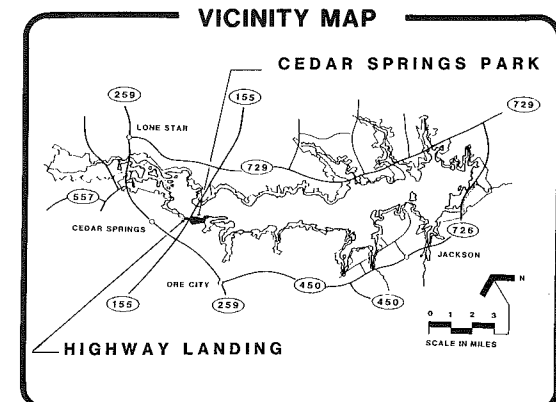 VICINITY MAP
CEDAR SPRINGS PARK
259
155
LONE STAR
729
729
557
CEDAR SPRINGS
726
JACKSON
155
ORE CITY
259
450
450
N
0 1 2 3
SCALE IN MILES
HIGHWAY LANDING